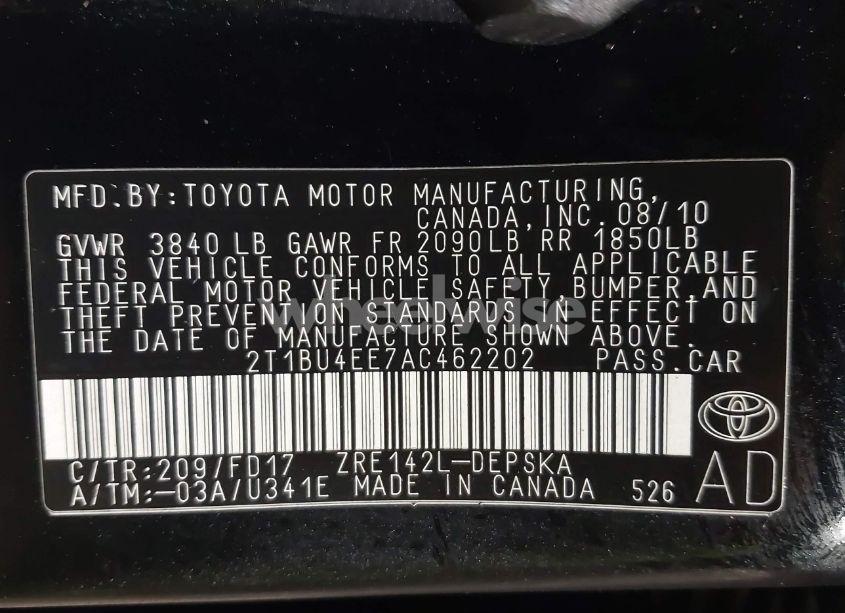 MFD.BY:TOYOTA MOTOR MANUFACTURING,
CANADA,INC. 08/10
GVWR 3840 LB GAWR FR 2090LB RR 1850LB
THIS VEHICLE CONFORMS TO ALL APPLICABLE
FEDERAL MOTOR VEHICLE SAFETY,BUMPER,AND
THEFT PREVENTION STANDARDS IN EFFECT ON
THE DATE OF MANUFACTURE SHOWN ABOVE.
2T1BU4EE7AC462202 PASS.CAR
C/TR:209/FD17 ZRE142L-DEPSKA
A/TM:-03A/U341E MADE IN CANADA 526 AD
wheelwise